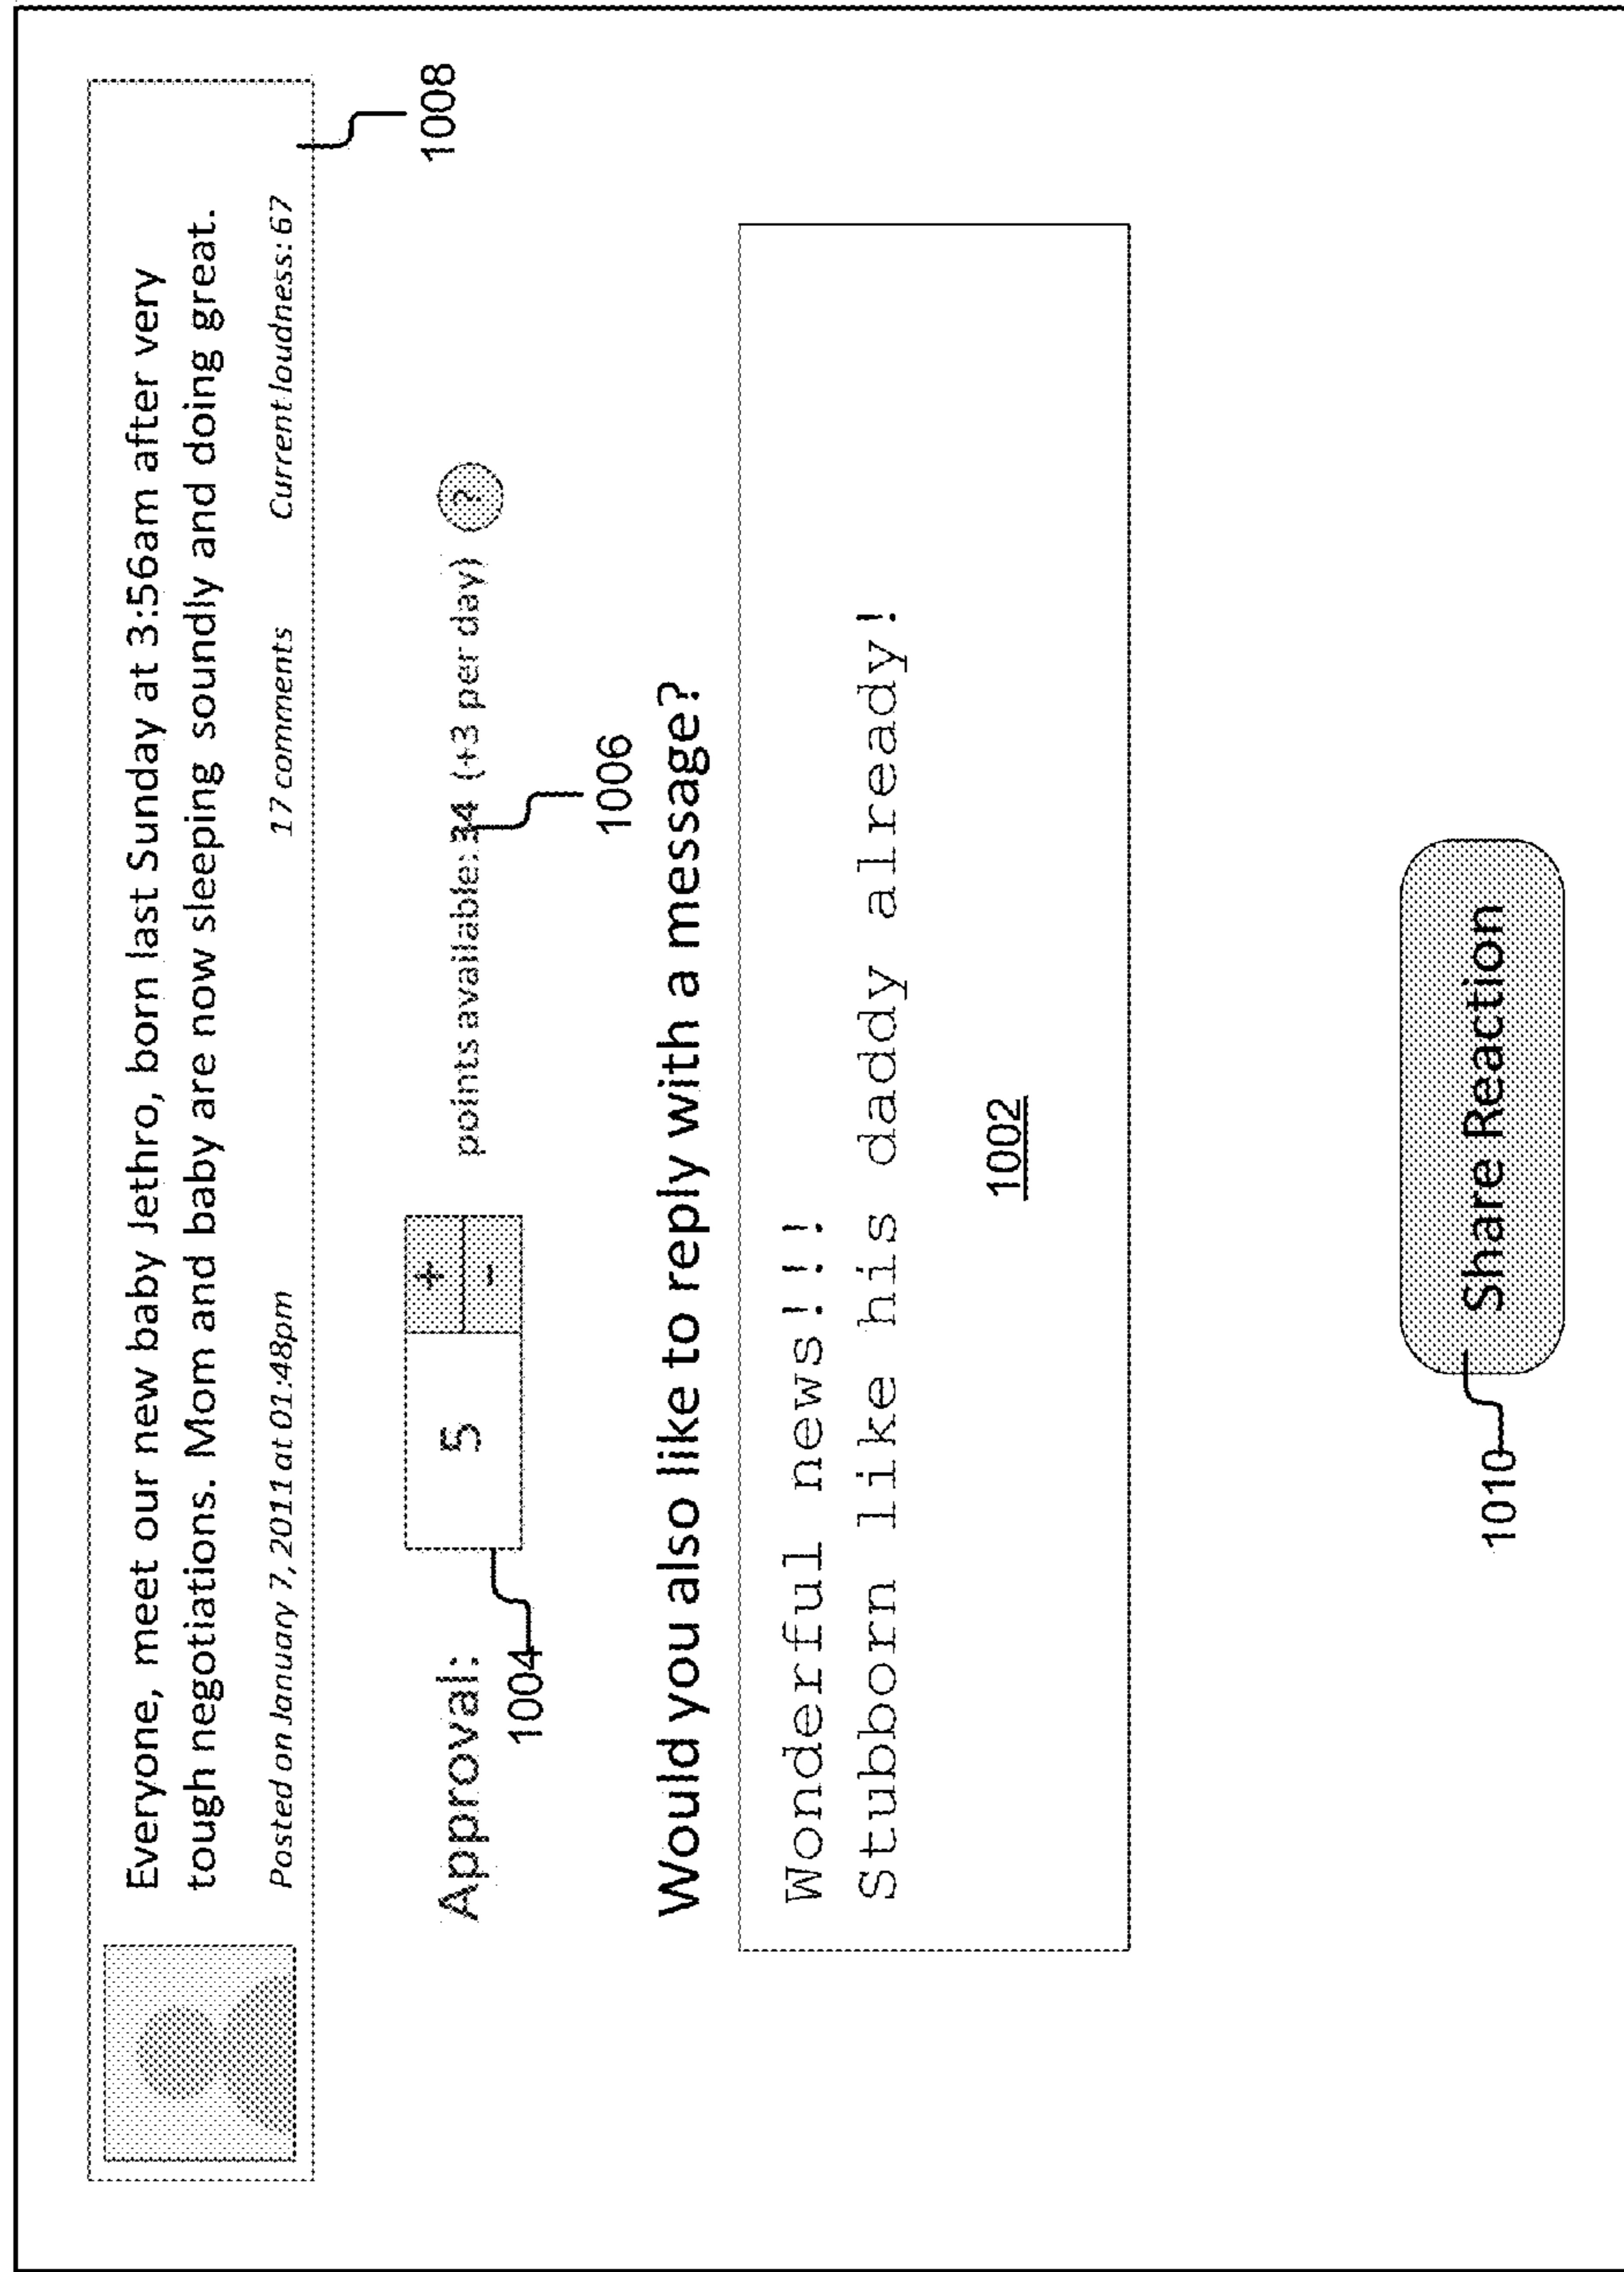 Everyone, meet our new baby Jethro, born last Sunday at 3:56am after very
tough negotiations. Mom and baby are now sleeping soundly and doing great.
Posted on January 7, 2011 at 01:48pm 17 comments Current loudness: 67
1008
Approval: 5 + - points available: 34 (+3 per day) ?
1004
1006
Would you also like to reply with a message?
Wonderful news!!!!
Stubborn like his daddy already!
1002
Share Reaction
1010